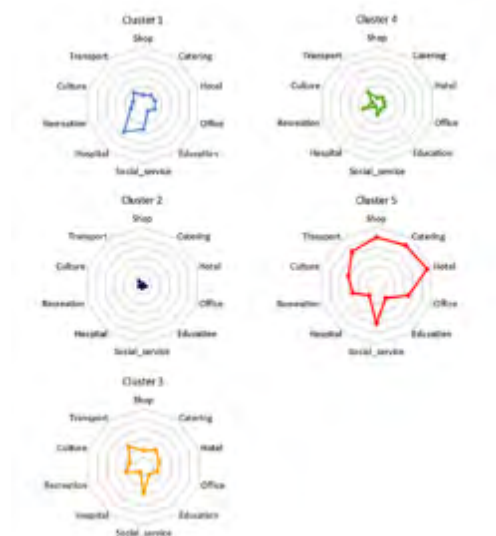 Cluster 1
Shop
Transport
Catering
Culture
Hotel
Recreation
Office
Hospital
Education
Social_service
Cluster 4
Shop
Transport
Catering
Culture
Hotel
Recreation
Office
Hospital
Education
Social_service
Cluster 2
Shop
Transport
Catering
Culture
Hotel
Recreation
Office
Hospital
Education
Social_service
Cluster 5
Shop
Transport
Catering
Culture
Hotel
Recreation
Office
Hospital
Education
Social_service
Cluster 3
Shop
Transport
Catering
Culture
Hotel
Recreation
Office
Hospital
Education
Social_service